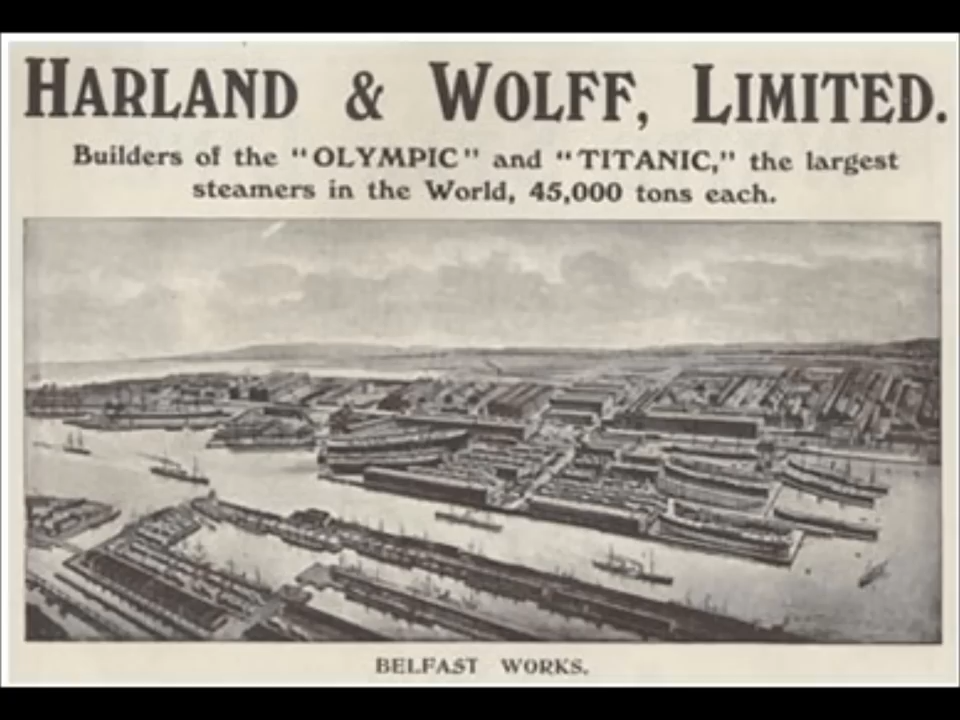 HARLAND & WOLFF, LIMITED.
Builders of the "OLYMPIC" and "TITANIC," the largest
steamers in the World, 45,000 tons each.
BELFAST WORKS.